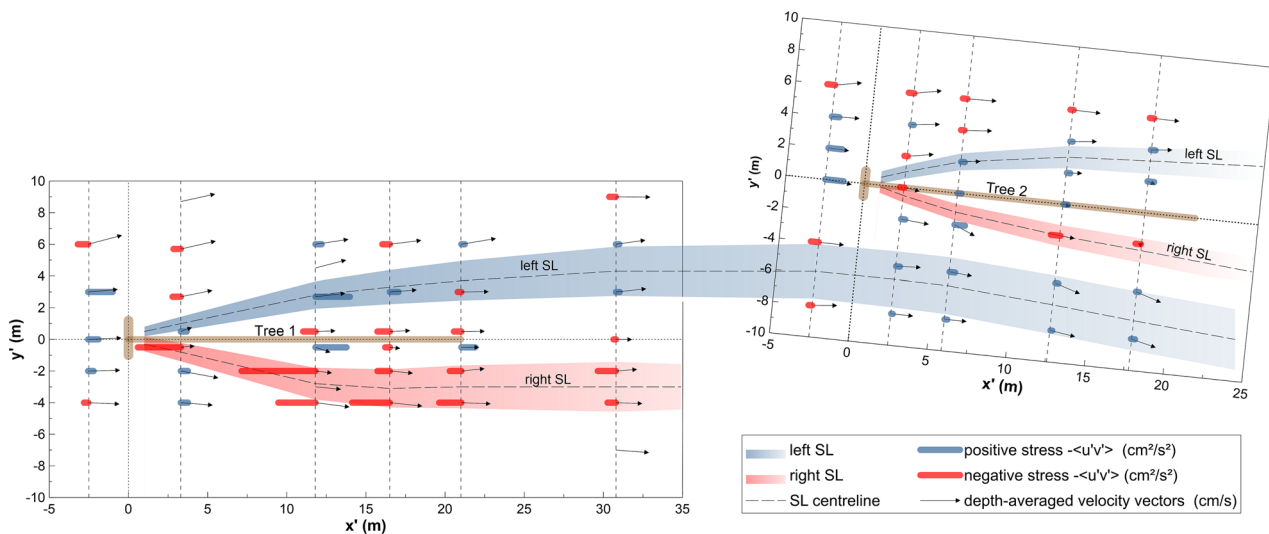 10
8
6
4
2
0
-2
-4
-6
-8
-10
y' (m)
-5
0
5
10
15
20
25
x' (m)
left SL
Tree 2
right SL
10
8
6
4
2
0
-2
-4
-6
-8
-10
y' (m)
-5
0
5
10
15
20
25
30
35
x' (m)
left SL
Tree 1
right SL
left SL
right SL
SL centreline
positive stress -<u'v'> (cm²/s²)
negative stress -<u'v'> (cm²/s²)
depth-averaged velocity vectors (cm/s)